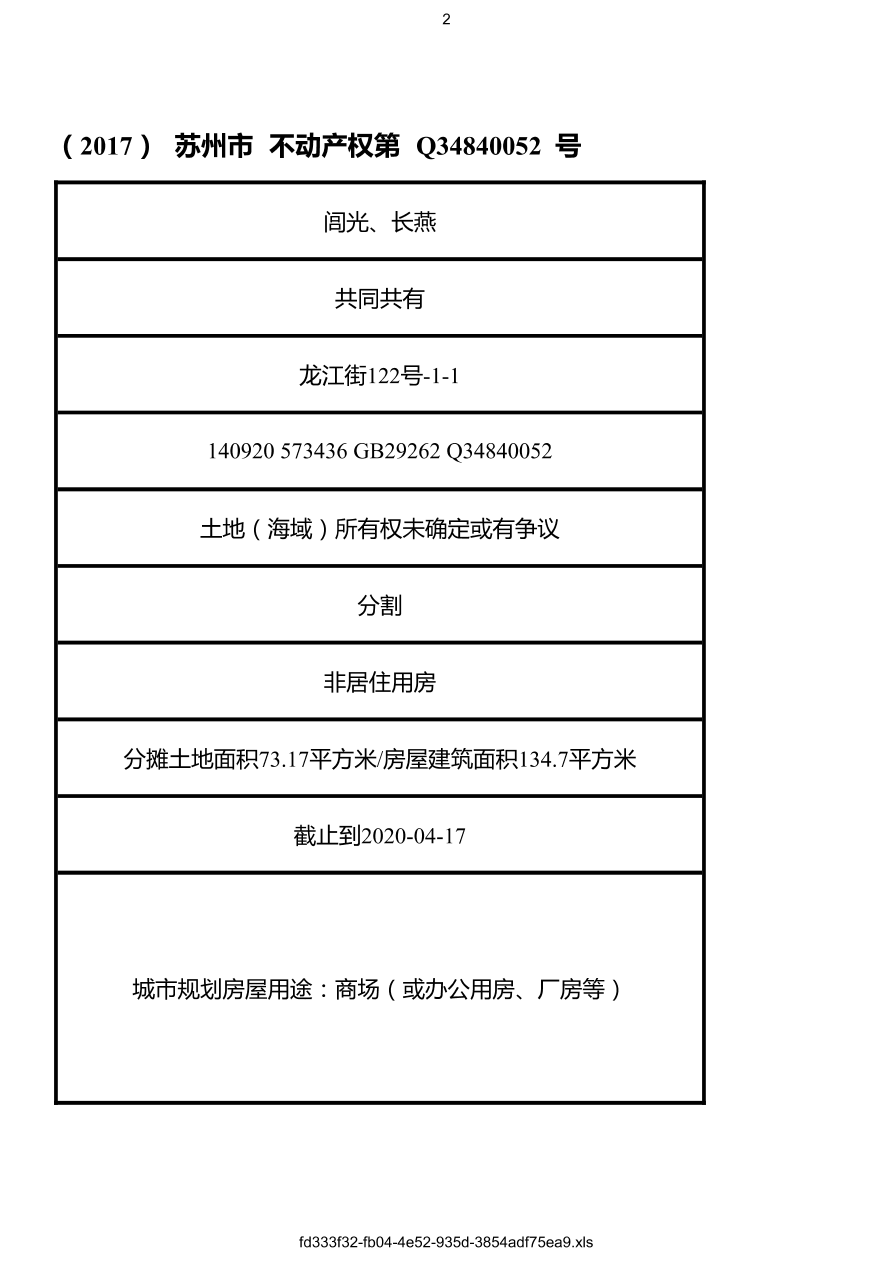 2
（2017） 苏州市 不动产权第 Q34840052 号
闾光、长燕
共同共有
龙江街122号-1-1
140920 573436 GB29262 Q34840052
土地（海域）所有权未确定或有争议
分割
非居住用房
分摊土地面积73.17平方米/房屋建筑面积134.7平方米
截止到2020-04-17
城市规划房屋用途：商场（或办公用房、厂房等）
fd333f32-fb04-4e52-935d-3854adf75ea9.xls